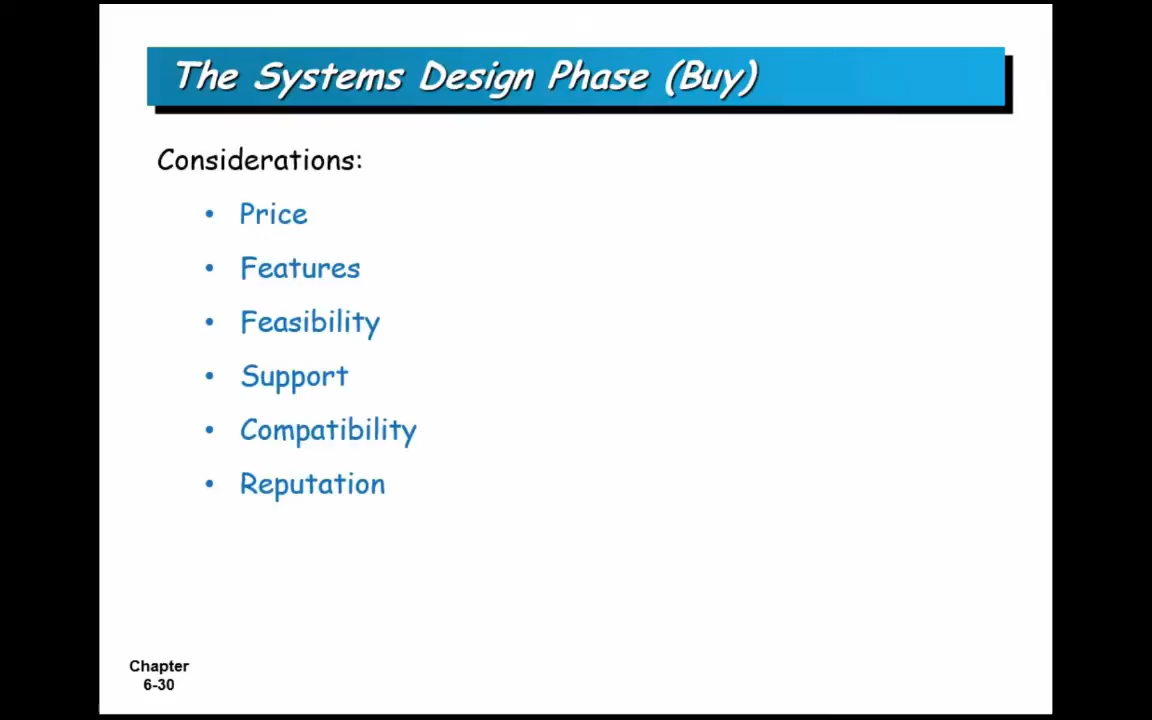 The Systems Design Phase (Buy)
Considerations:
• Price
• Features
• Feasibility
• Support
• Compatibility
• Reputation
Chapter
6-30